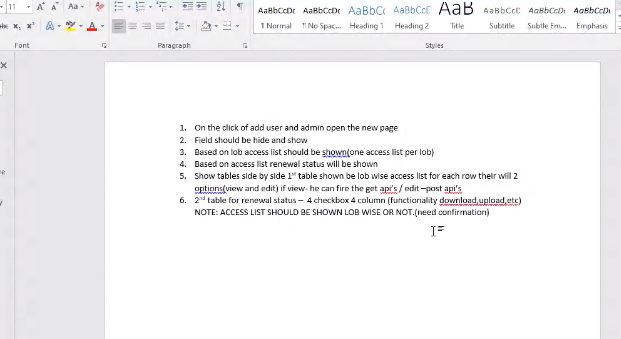 11
Aa
abc
X₂
X²
A
A
¶
AaBbCcDc
AaBbCcDc
AaBbCc
AaBbCcC
AaB
AaBbCcC
AaBbCcDc
AaBbCcDc
1 Normal
¶ No Spac...
Heading 1
Heading 2
Title
Subtitle
Subtle Em...
Emphasis
Font
Paragraph
Styles
1. On the click of add user and admin open the new page
2. Field should be hide and show
3. Based on lob access list should be shown(one access list per lob)
4. Based on access list renewal status will be shown
5. Show tables side by side 1st table shown be lob wise access list for each row their will 2
options(view and edit) if view- he can fire the get api's / edit –post api's
6. 2nd table for renewal status – 4 checkbox 4 column (functionality download,upload,etc)
NOTE: ACCESS LIST SHOULD BE SHOWN LOB WISE OR NOT.(need confirmation)